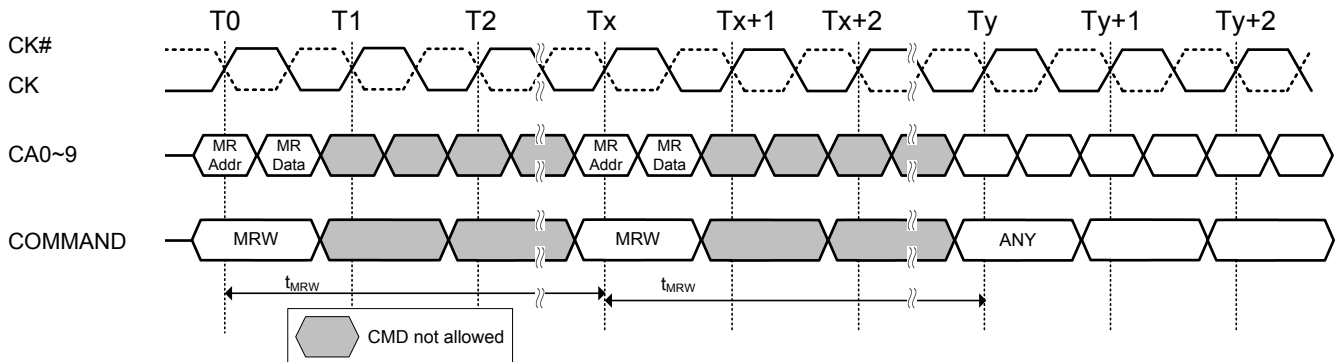 T0 T1 T2 Tx Tx+1 Tx+2 Ty Ty+1 Ty+2
CK#
CK
CA0~9 MR Addr MR Data MR Addr MR Data
COMMAND MRW MRW ANY
tMRW tMRW
CMD not allowed